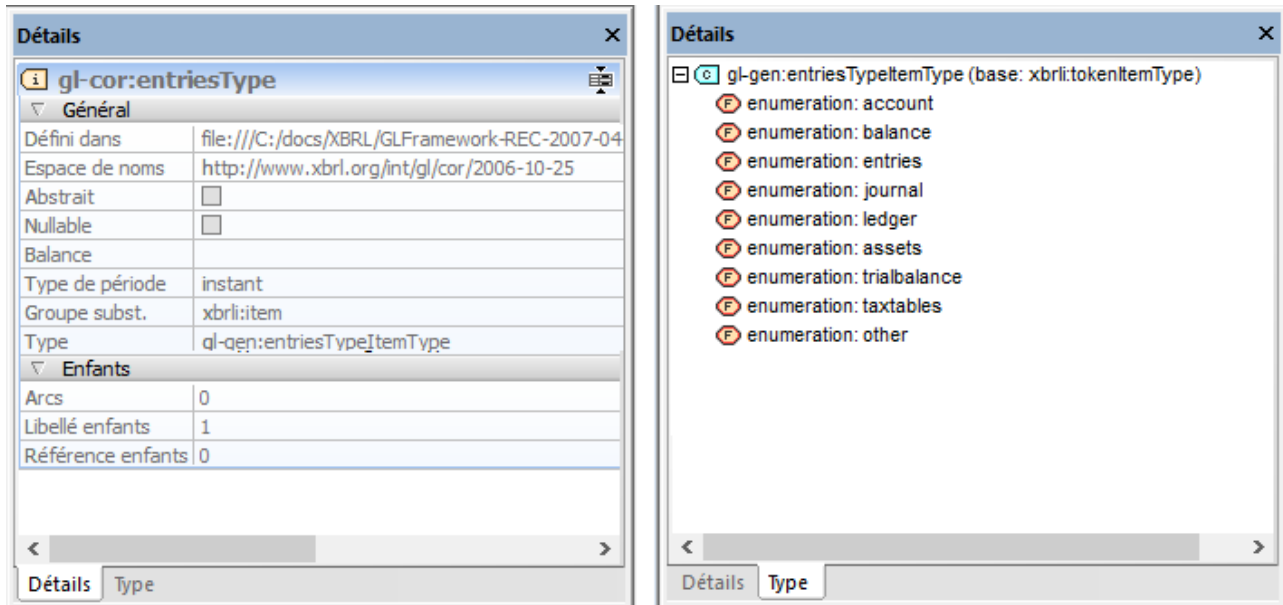 Détails
gl-cor:entriesType
Général
Défini dans file:///C:/docs/XBRL/GLFramework-REC-2007-04
Espace de noms http://www.xbrl.org/int/gl/cor/2006-10-25
Abstrait
Nullable
Balance
Type de période instant
Groupe subst. xbrli:item
Type gl-gen:entriesTypeItemType
Enfants
Arcs 0
Libellé enfants 1
Référence enfants 0
Détails Type
Détails
gl-gen:entriesTypeItemType (base: xbrli:tokenItemType)
enumeration: account
enumeration: balance
enumeration: entries
enumeration: journal
enumeration: ledger
enumeration: assets
enumeration: trialbalance
enumeration: taxtables
enumeration: other
Détails Type